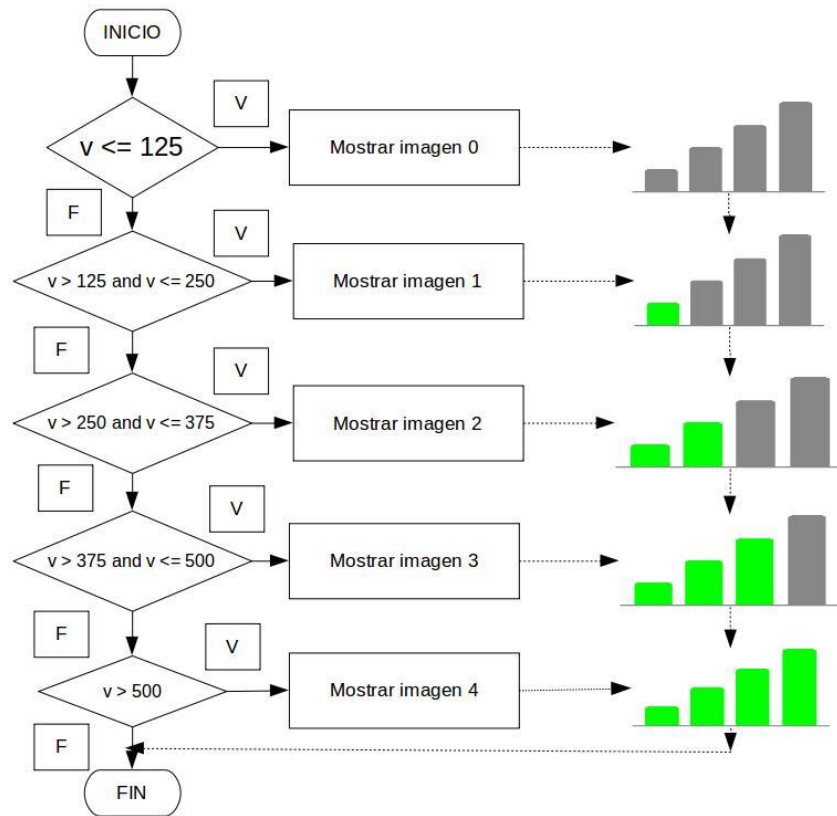 INICIO
V
v <= 125
Mostrar imagen 0
F
V
v > 125 and v <= 250
Mostrar imagen 1
F
V
v > 250 and v <= 375
Mostrar imagen 2
F
V
v > 375 and v <= 500
Mostrar imagen 3
F
V
v > 500
Mostrar imagen 4
F
FIN